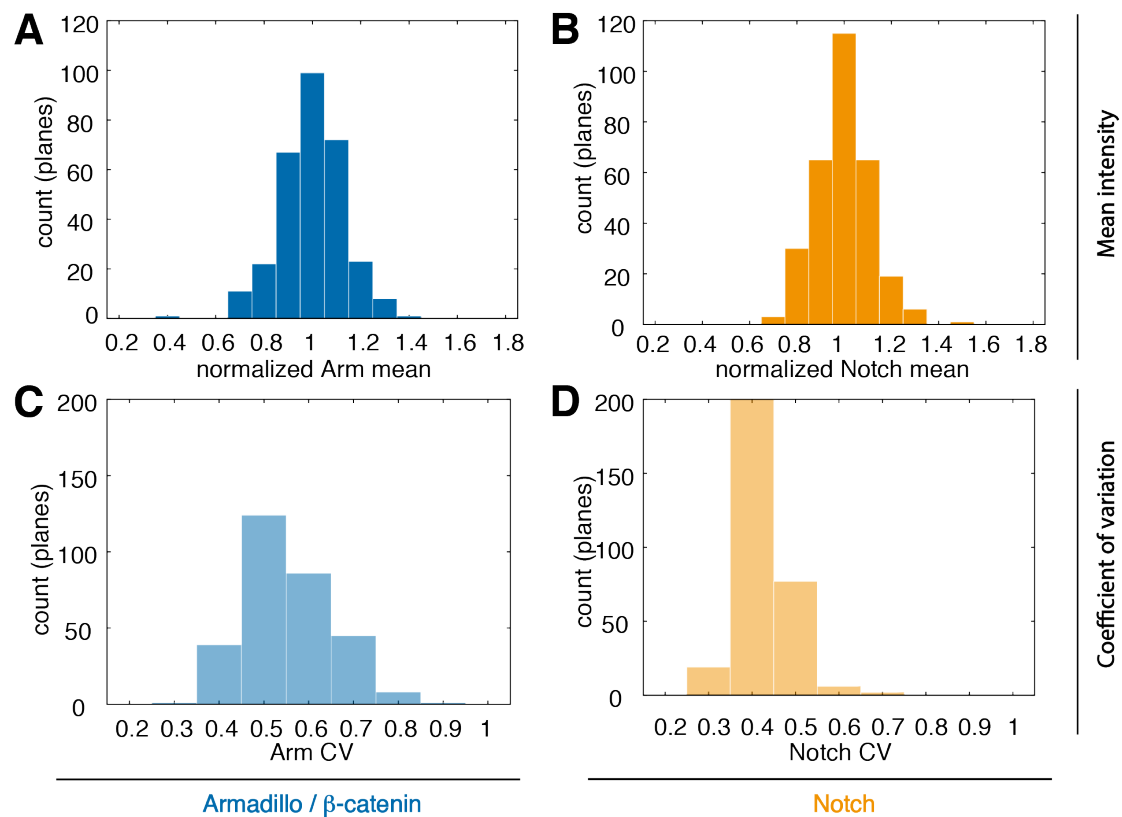 A
120
100
80
60
40
20
0
count (planes)
0.2 0.4 0.6 0.8 1 1.2 1.4 1.6 1.8
normalized Arm mean
B
120
100
80
60
40
20
0
count (planes)
0.2 0.4 0.6 0.8 1 1.2 1.4 1.6 1.8
normalized Notch mean
Mean intensity
C
200
150
100
50
0
count (planes)
0.2 0.3 0.4 0.5 0.6 0.7 0.8 0.9 1
Arm CV
D
200
150
100
50
0
count (planes)
0.2 0.3 0.4 0.5 0.6 0.7 0.8 0.9 1
Notch CV
Coefficient of variation
Armadillo / β-catenin
Notch